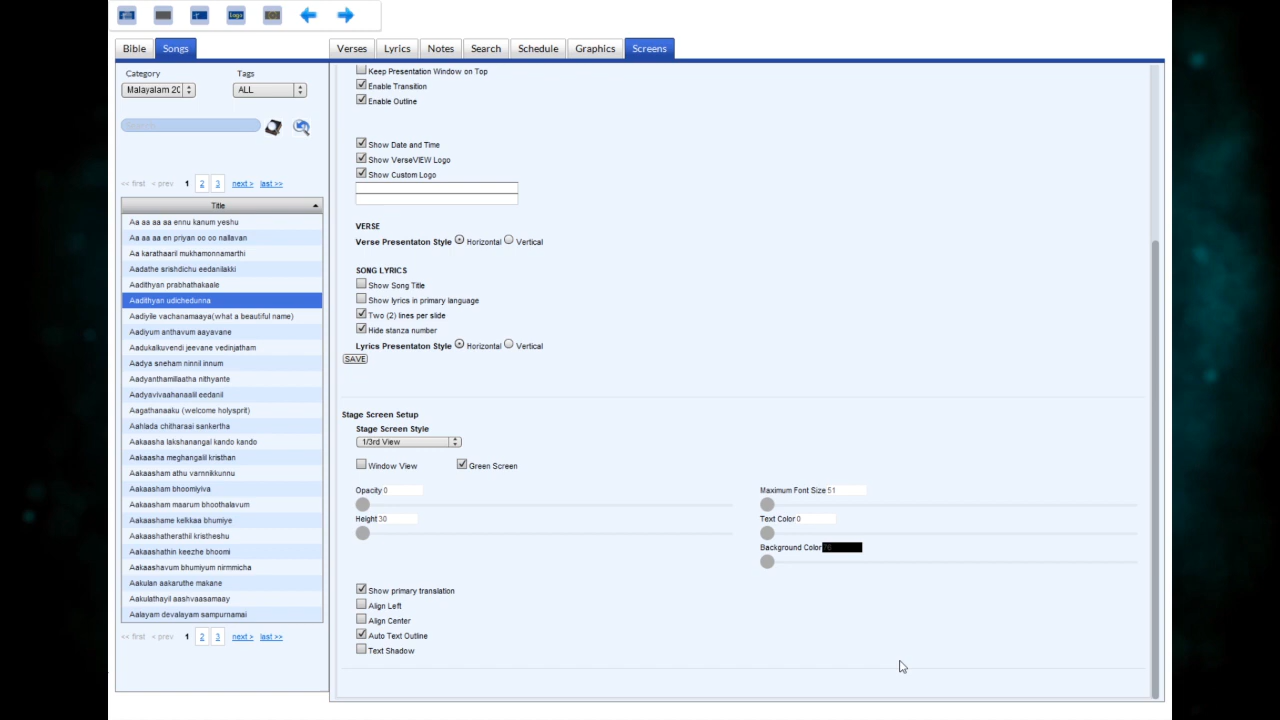 Logo
Bible
Songs
Verses
Lyrics
Notes
Search
Schedule
Graphics
Screens
Category
Tags
Malayalam 20
ALL
Search...
<< first < prev 1 2 3 next > last >>
Title
Aa aa aa aa ennu kanum yeshu
Aa aa aa en priyan oo oo nallavan
Aa karathaaril mukhamonnamarthi
Aadathe srishdichu eedanilakki
Aadithyan prabhathakaale
Aadithyan udichedunna
Aadiyile vachanamaaya(what a beautiful name)
Aadiyum anthavum aayavane
Aadukalkuvendi jeevane vedinjatham
Aadya sneham ninnil innum
Aadyanthamillaatha nithyante
Aadyavivaahanaalil eedanil
Aagathanaaku (welcome holysprit)
Aahlada chitharaai sankertha
Aakaasha lakshanangal kando kando
Aakaasha meghangalil kristhan
Aakaasham athu varnnikkunnu
Aakaasham bhoomiyiva
Aakaasham maarum bhoothalavum
Aakaashame kelkkaa bhumiye
Aakaashatherathil kristheshu
Aakaashathin keezhe bhoomi
Aakaashavum bhumiyum nirmmicha
Aakulan aakaruthe makane
Aakulathayil aashvaasamaay
Aalayam devalayam sampurnamai
<< first < prev 1 2 3 next > last >>
Keep Presentation Window on Top
Enable Transition
Enable Outline
Show Date and Time
Show VerseVIEW Logo
Show Custom Logo
VERSE
Verse Presentaton Style Horizontal Vertical
SONG LYRICS
Show Song Title
Show lyrics in primary language
Two (2) lines per slide
Hide stanza number
Lyrics Presentaton Style Horizontal Vertical
SAVE
Stage Screen Setup
Stage Screen Style
1/3rd View
Window View
Green Screen
Opacity 0
Maximum Font Size 51
Height 30
Text Color 0
Background Color
Show primary translation
Align Left
Align Center
Auto Text Outline
Text Shadow